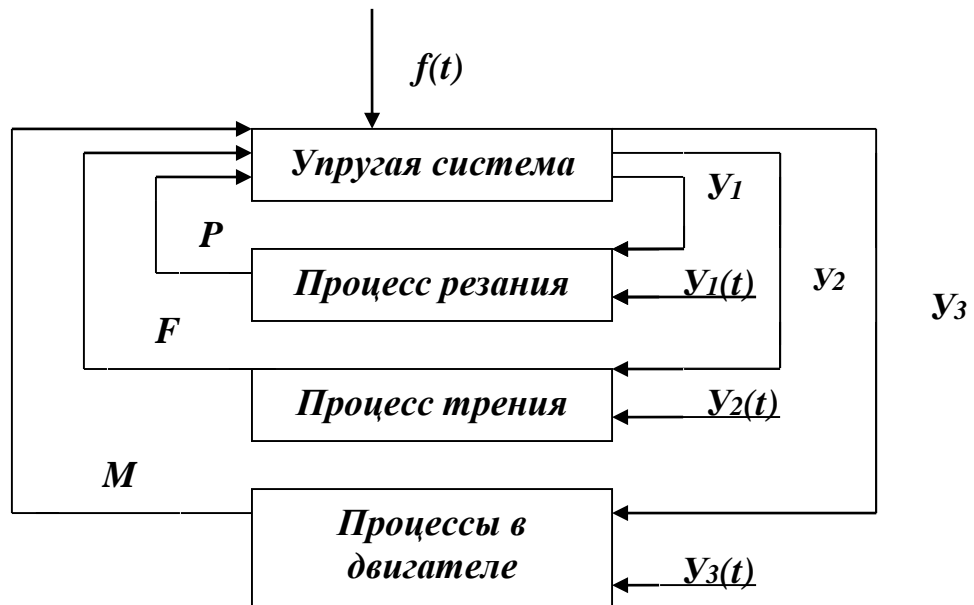 f(t)
Упругая система
У1
P
Процесс резания
У1(t)
У2
У3
F
Процесс трения
У2(t)
M
Процессы в
двигателе
У3(t)